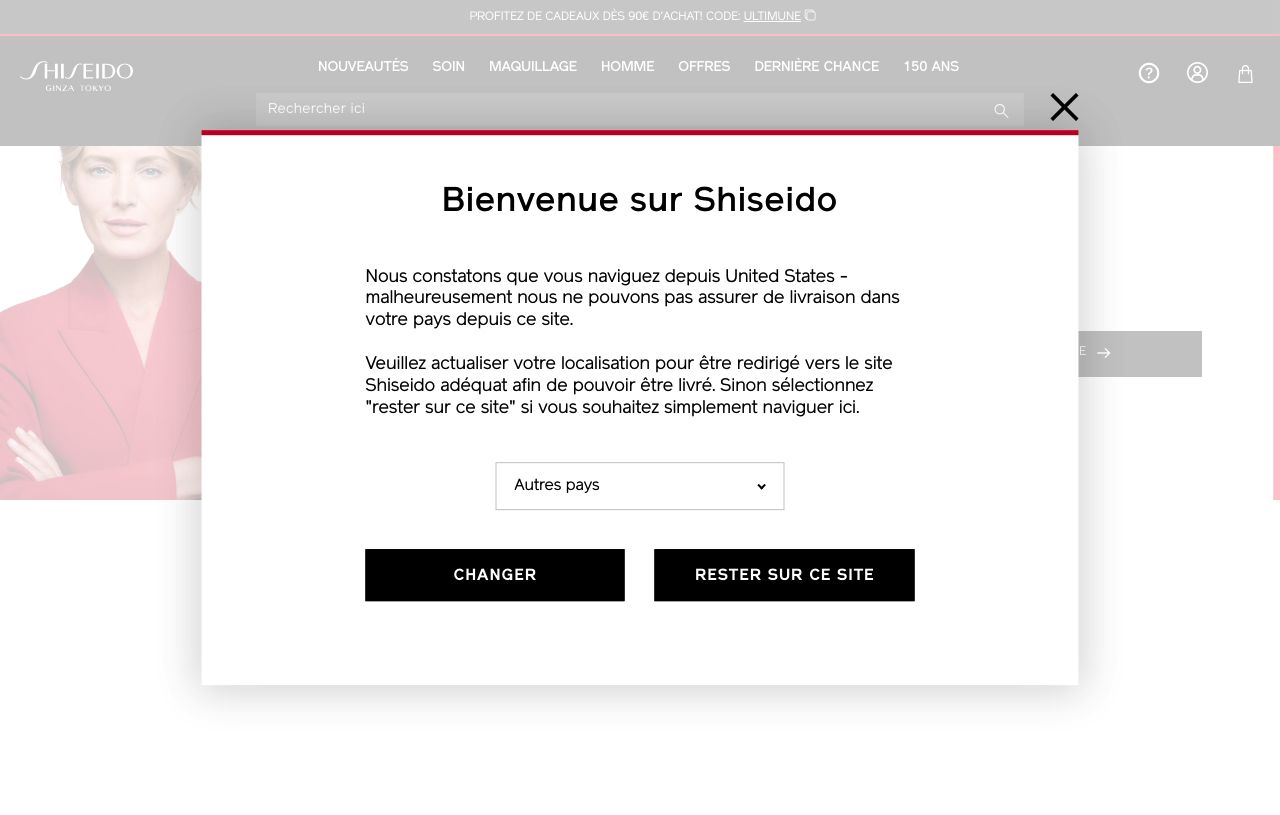 PROFITEZ DE CADEAUX DÈS 90€ D'ACHAT! CODE: ULTIMUNE
SHISEIDO
GINZA TOKYO
NOUVEAUTÉS SOIN MAQUILLAGE HOMME OFFRES DERNIÈRE CHANCE 150 ANS
Rechercher ici
Bienvenue sur Shiseido
Nous constatons que vous naviguez depuis United States -
malheureusement nous ne pouvons pas assurer de livraison dans
votre pays depuis ce site.
Veuillez actualiser votre localisation pour être redirigé vers le site
Shiseido adéquat afin de pouvoir être livré. Sinon sélectionnez
"rester sur ce site" si vous souhaitez simplement naviguer ici.
Autres pays
CHANGER
RESTER SUR CE SITE